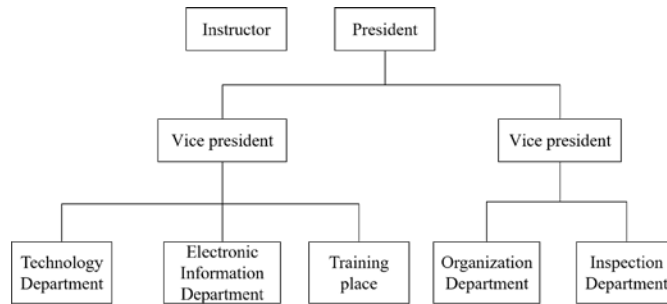 Instructor
President
Vice president
Vice president
Technology
Department
Electronic
Information
Department
Training
place
Organization
Department
Inspection
Department